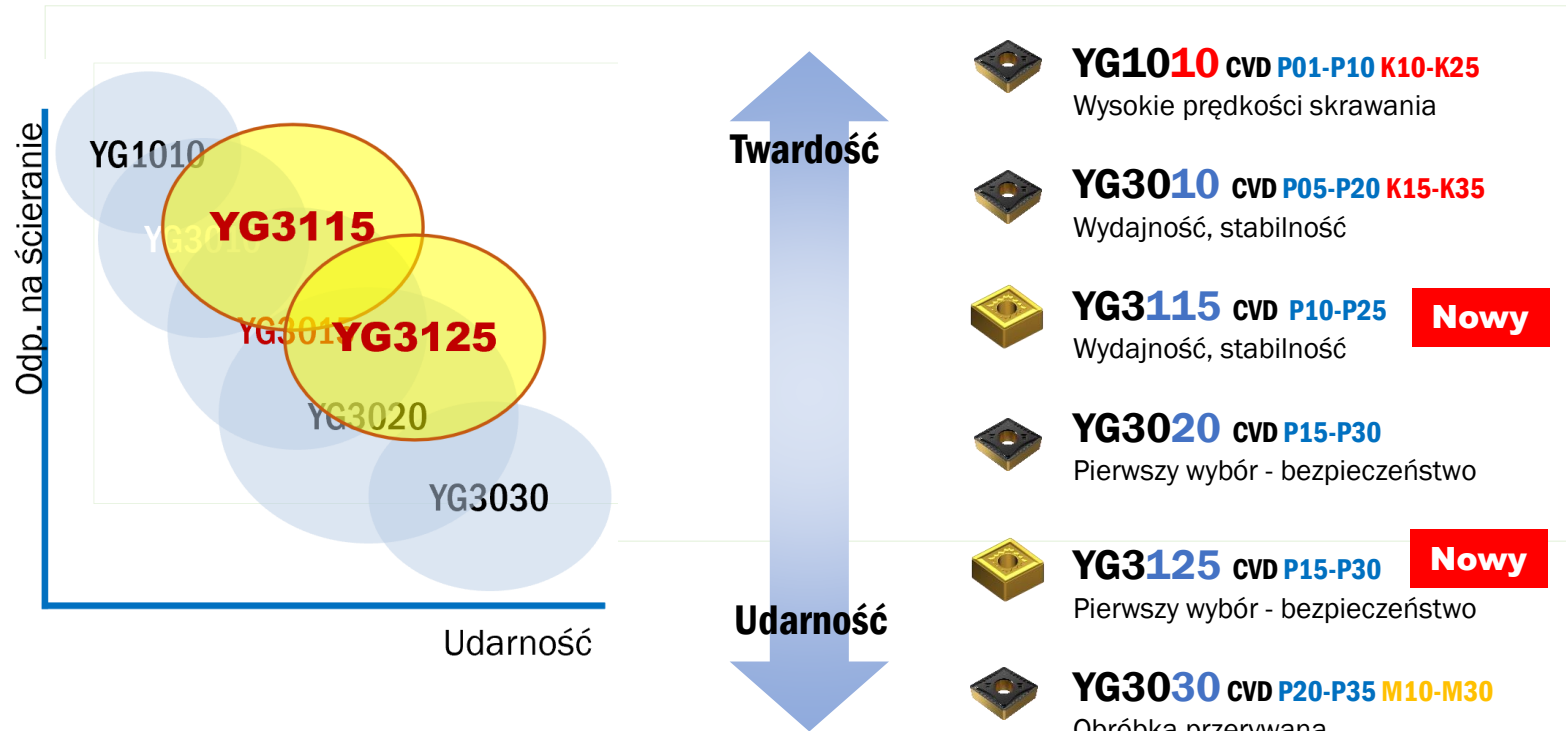 Odp. na ścieranie
YG1010
YG3010
YG3115
YG3015
YG3125
YG3020
YG3030
Udarność
Twardość
Udarność
YG1010 CVD P01-P10 K10-K25
Wysokie prędkości skrawania
YG3010 CVD P05-P20 K15-K35
Wydajność, stabilność
YG3115 CVD P10-P25
Nowy
Wydajność, stabilność
YG3020 CVD P15-P30
Pierwszy wybór - bezpieczeństwo
YG3125 CVD P15-P30
Nowy
Pierwszy wybór - bezpieczeństwo
YG3030 CVD P20-P35 M10-M30
Obróbka przerywana